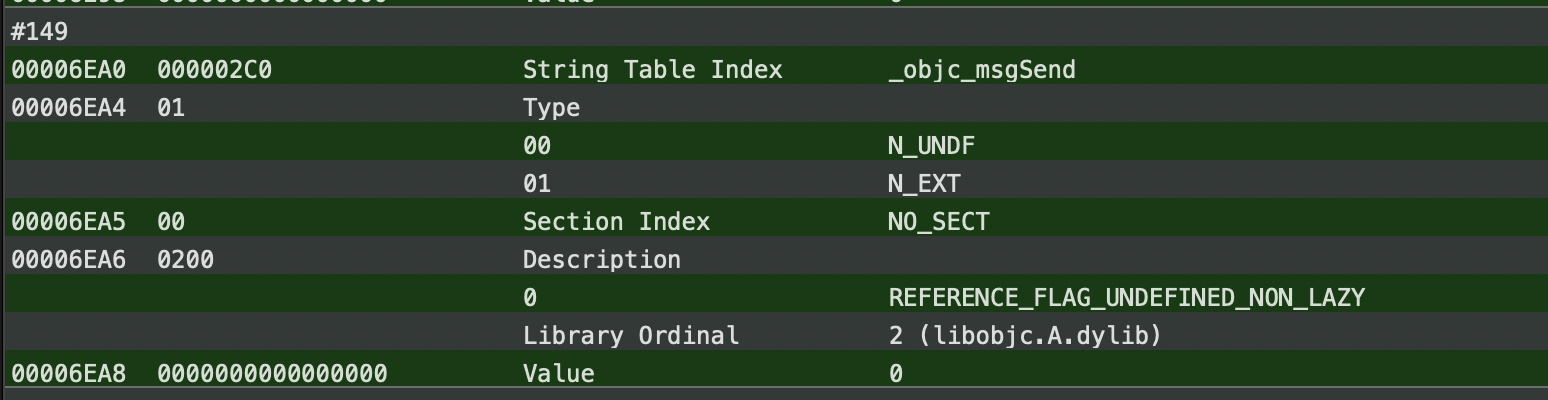 #149
00006EA0 000002C0 String Table Index _objc_msgSend
00006EA4 01 Type
00 N_UNDF
01 N_EXT
00006EA5 00 Section Index NO_SECT
00006EA6 0200 Description
0 REFERENCE_FLAG_UNDEFINED_NON_LAZY
Library Ordinal 2 (libobjc.A.dylib)
00006EA8 0000000000000000 Value 0